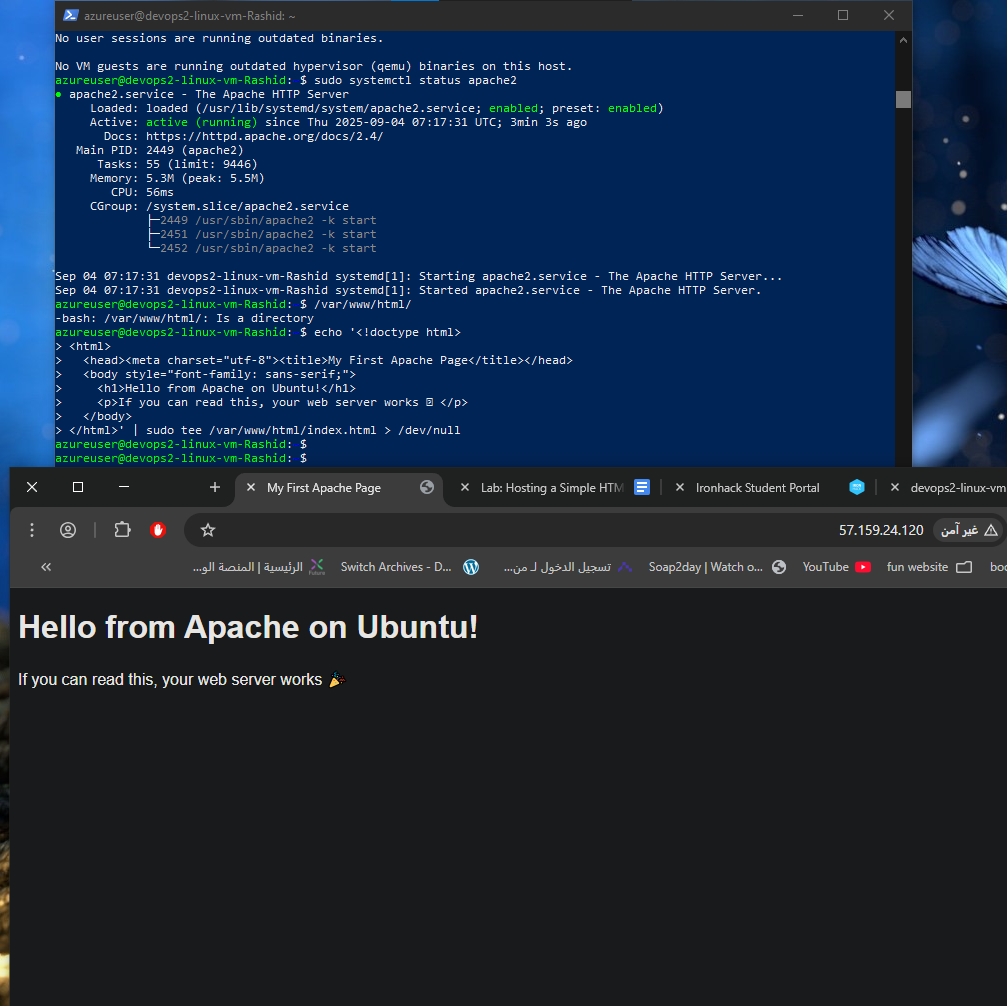 azureuser@devops2-linux-vm-Rashid: ~
No user sessions are running outdated binaries.
No VM guests are running outdated hypervisor (qemu) binaries on this host.
azureuser@devops2-linux-vm-Rashid: $ sudo systemctl status apache2
● apache2.service - The Apache HTTP Server
Loaded: loaded (/usr/lib/systemd/system/apache2.service; enabled; preset: enabled)
Active: active (running) since Thu 2025-09-04 07:17:31 UTC; 3min 3s ago
Docs: https://httpd.apache.org/docs/2.4/
Main PID: 2449 (apache2)
Tasks: 55 (limit: 9446)
Memory: 5.3M (peak: 5.5M)
CPU: 56ms
CGroup: /system.slice/apache2.service
├─2449 /usr/sbin/apache2 -k start
├─2451 /usr/sbin/apache2 -k start
└─2452 /usr/sbin/apache2 -k start
Sep 04 07:17:31 devops2-linux-vm-Rashid systemd[1]: Starting apache2.service - The Apache HTTP Server...
Sep 04 07:17:31 devops2-linux-vm-Rashid systemd[1]: Started apache2.service - The Apache HTTP Server.
azureuser@devops2-linux-vm-Rashid: $ /var/www/html/
-bash: /var/www/html/: Is a directory
azureuser@devops2-linux-vm-Rashid: $ echo '<!doctype html>
> <html>
>   <head><meta charset="utf-8"><title>My First Apache Page</title></head>
>   <body style="font-family: sans-serif;">
>     <h1>Hello from Apache on Ubuntu!</h1>
>     <p>If you can read this, your web server works </p>
>   </body>
> </html>' | sudo tee /var/www/html/index.html > /dev/null
azureuser@devops2-linux-vm-Rashid: $
azureuser@devops2-linux-vm-Rashid: $
My First Apache Page
Lab: Hosting a Simple HTM
Ironhack Student Portal
devops2-linux-vm
57.159.24.120
غير آمن
الرئيسية | المنصة الو...
Switch Archives - D...
تسجيل الدخول لـ من...
Soap2day | Watch o...
YouTube
fun website
boo
Hello from Apache on Ubuntu!
If you can read this, your web server works 🎉